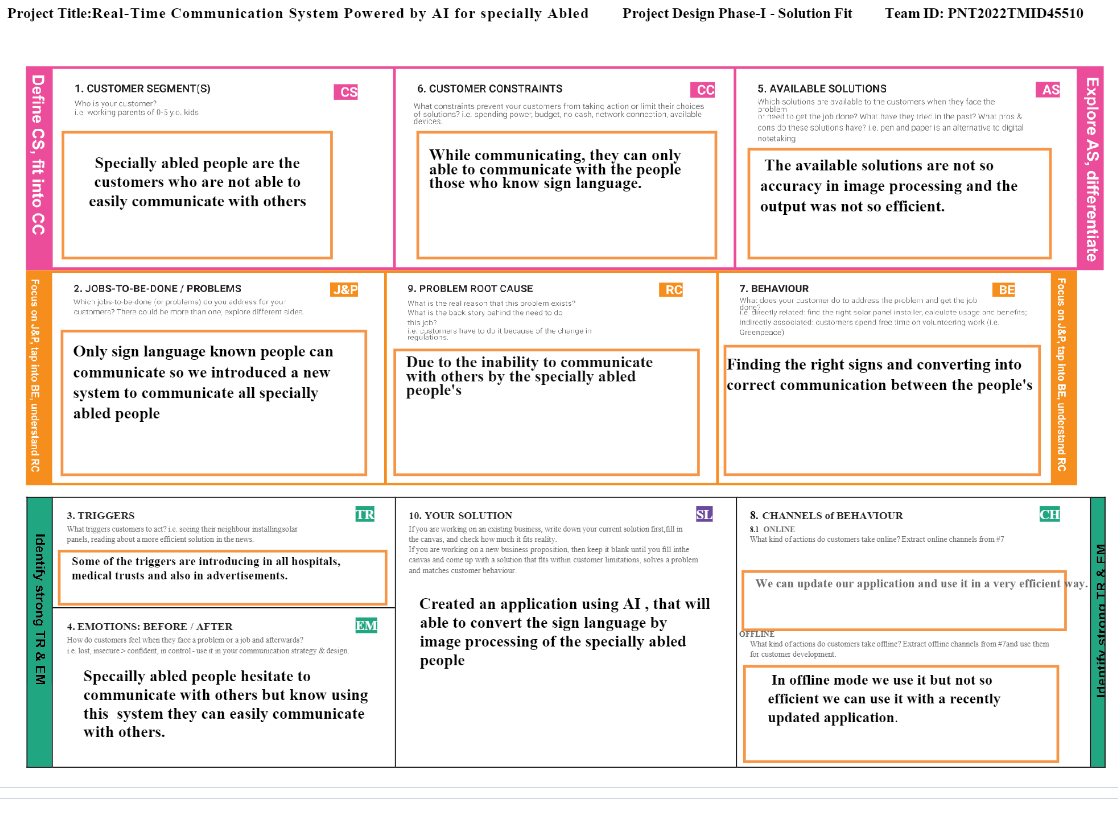 Project Title:Real-Time Communication System Powered by AI for specially Abled Project Design Phase-I - Solution Fit Team ID: PNT2022TMID45510
Define CS, fit into CC
1. CUSTOMER SEGMENT(S)
CS
Who is your customer?
i.e. working parents of 0-5 y.o. kids
Specially abled people are the
customers who are not able to
easily communicate with others
6. CUSTOMER CONSTRAINTS
CC
What constraints prevent your customers from taking action or limit their choices
of solutions? i.e. spending power, budget, no cash, network connection, available
devices.
While communicating, they can only
able to communicate with the people
those who know sign language.
5. AVAILABLE SOLUTIONS
AS
Which solutions are available to the customers when they face the
problem
or need to get the job done? What have they tried in the past? What pros &
cons do these solutions have? i.e. pen and paper is an alternative to digital
notetaking
The available solutions are not so
accuracy in image processing and the
output was not so efficient.
Explore AS, differentiate
Focus on J&P, tap into BE, understand RC
2. JOBS-TO-BE-DONE / PROBLEMS
J&P
Which jobs-to-be-done (or problems) do you address for your
customers? There could be more than one; explore different sides.
Only sign language known people can
communicate so we introduced a new
system to communicate all specially
abled people
9. PROBLEM ROOT CAUSE
RC
What is the real reason that this problem exists?
What is the back story behind the need to do
this job?
i.e. customers have to do it because of the change in
regulations.
Due to the inability to communicate
with others by the specially abled
people's
7. BEHAVIOUR
BE
What does your customer do to address the problem and get the job
done?
i.e. directly related: find the right solar panel installer, calculate usage and benefits;
indirectly associated: customers spend free time on volunteering work (i.e.
Greenpeace)
Finding the right signs and converting into
correct communication between the people's
Focus on J&P, tap into BE, understand RC
Identify strong TR & EM
3. TRIGGERS
TR
What triggers customers to act? i.e. seeing their neighbour installingsolar
panels, reading about a more efficient solution in the news.
Some of the triggers are introducing in all hospitals,
medical trusts and also in advertisements.
4. EMOTIONS: BEFORE / AFTER
EM
How do customers feel when they face a problem or a job and afterwards?
i.e. lost, insecure > confident, in control - use it in your communication strategy & design.
Specailly abled people hesitate to
communicate with others but know using
this system they can easily communicate
with others.
10. YOUR SOLUTION
SL
If you are working on an existing business, write down your current solution first,fill in
the canvas, and check how much it fits reality.
If you are working on a new business proposition, then keep it blank until you fill inthe
canvas and come up with a solution that fits within customer limitations, solves a problem
and matches customer behaviour.
Created an application using AI , that will
able to convert the sign language by
image processing of the specially abled
people
8. CHANNELS of BEHAVIOUR
CH
8.1 ONLINE
What kind of actions do customers take online? Extract online channels from #7
We can update our application and use it in a very efficient way.
OFFLINE
What kind of actions do customers take offline? Extract offline channels from #7and use them
for customer development.
In offline mode we use it but not so
efficient we can use it with a recently
updated application.
Identify strong TR & EM